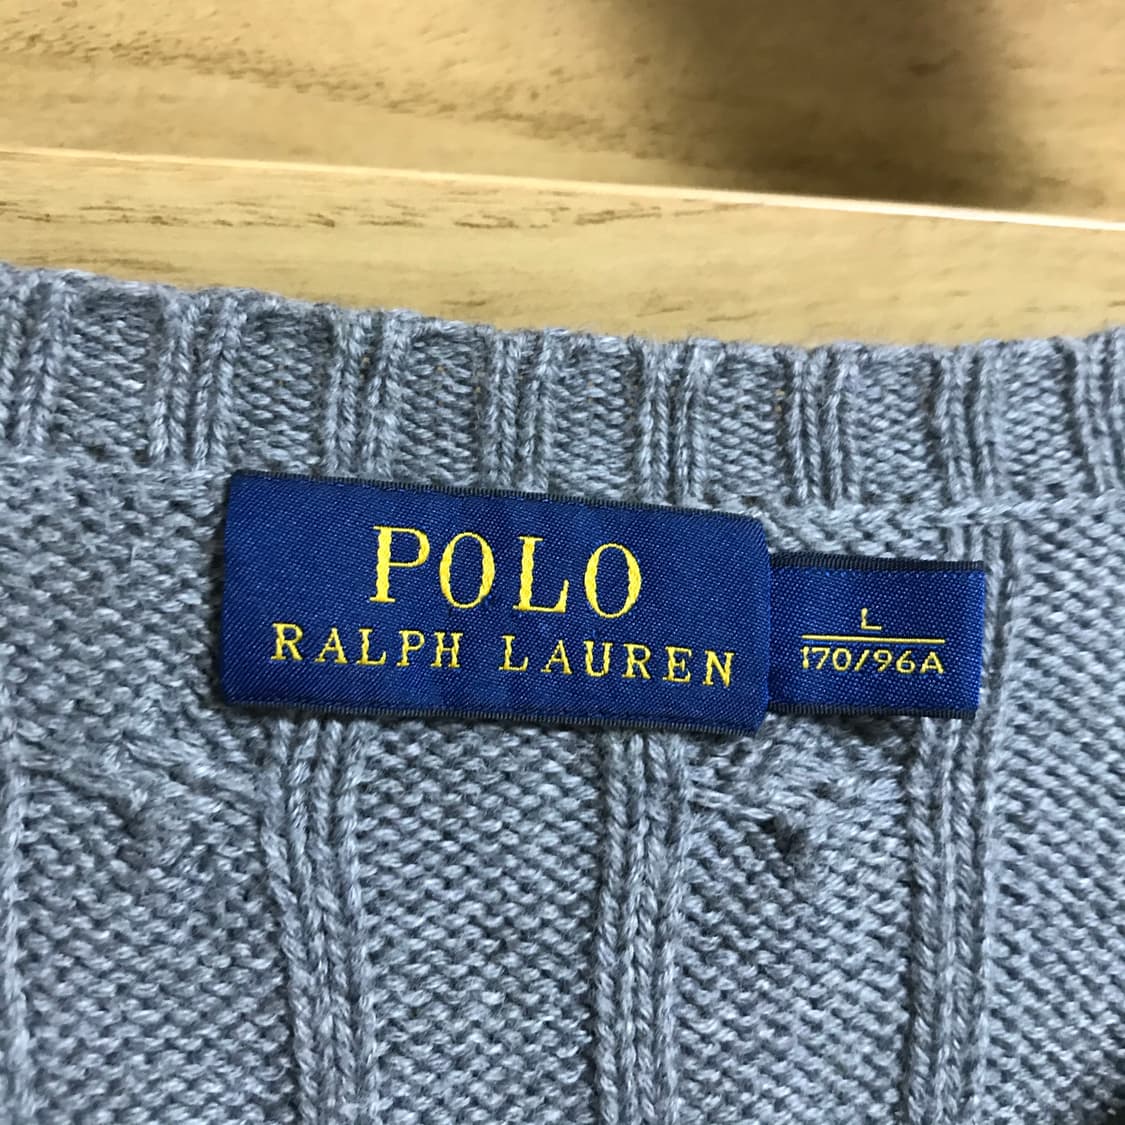 POLO
RALPH LAUREN
L
170/96A